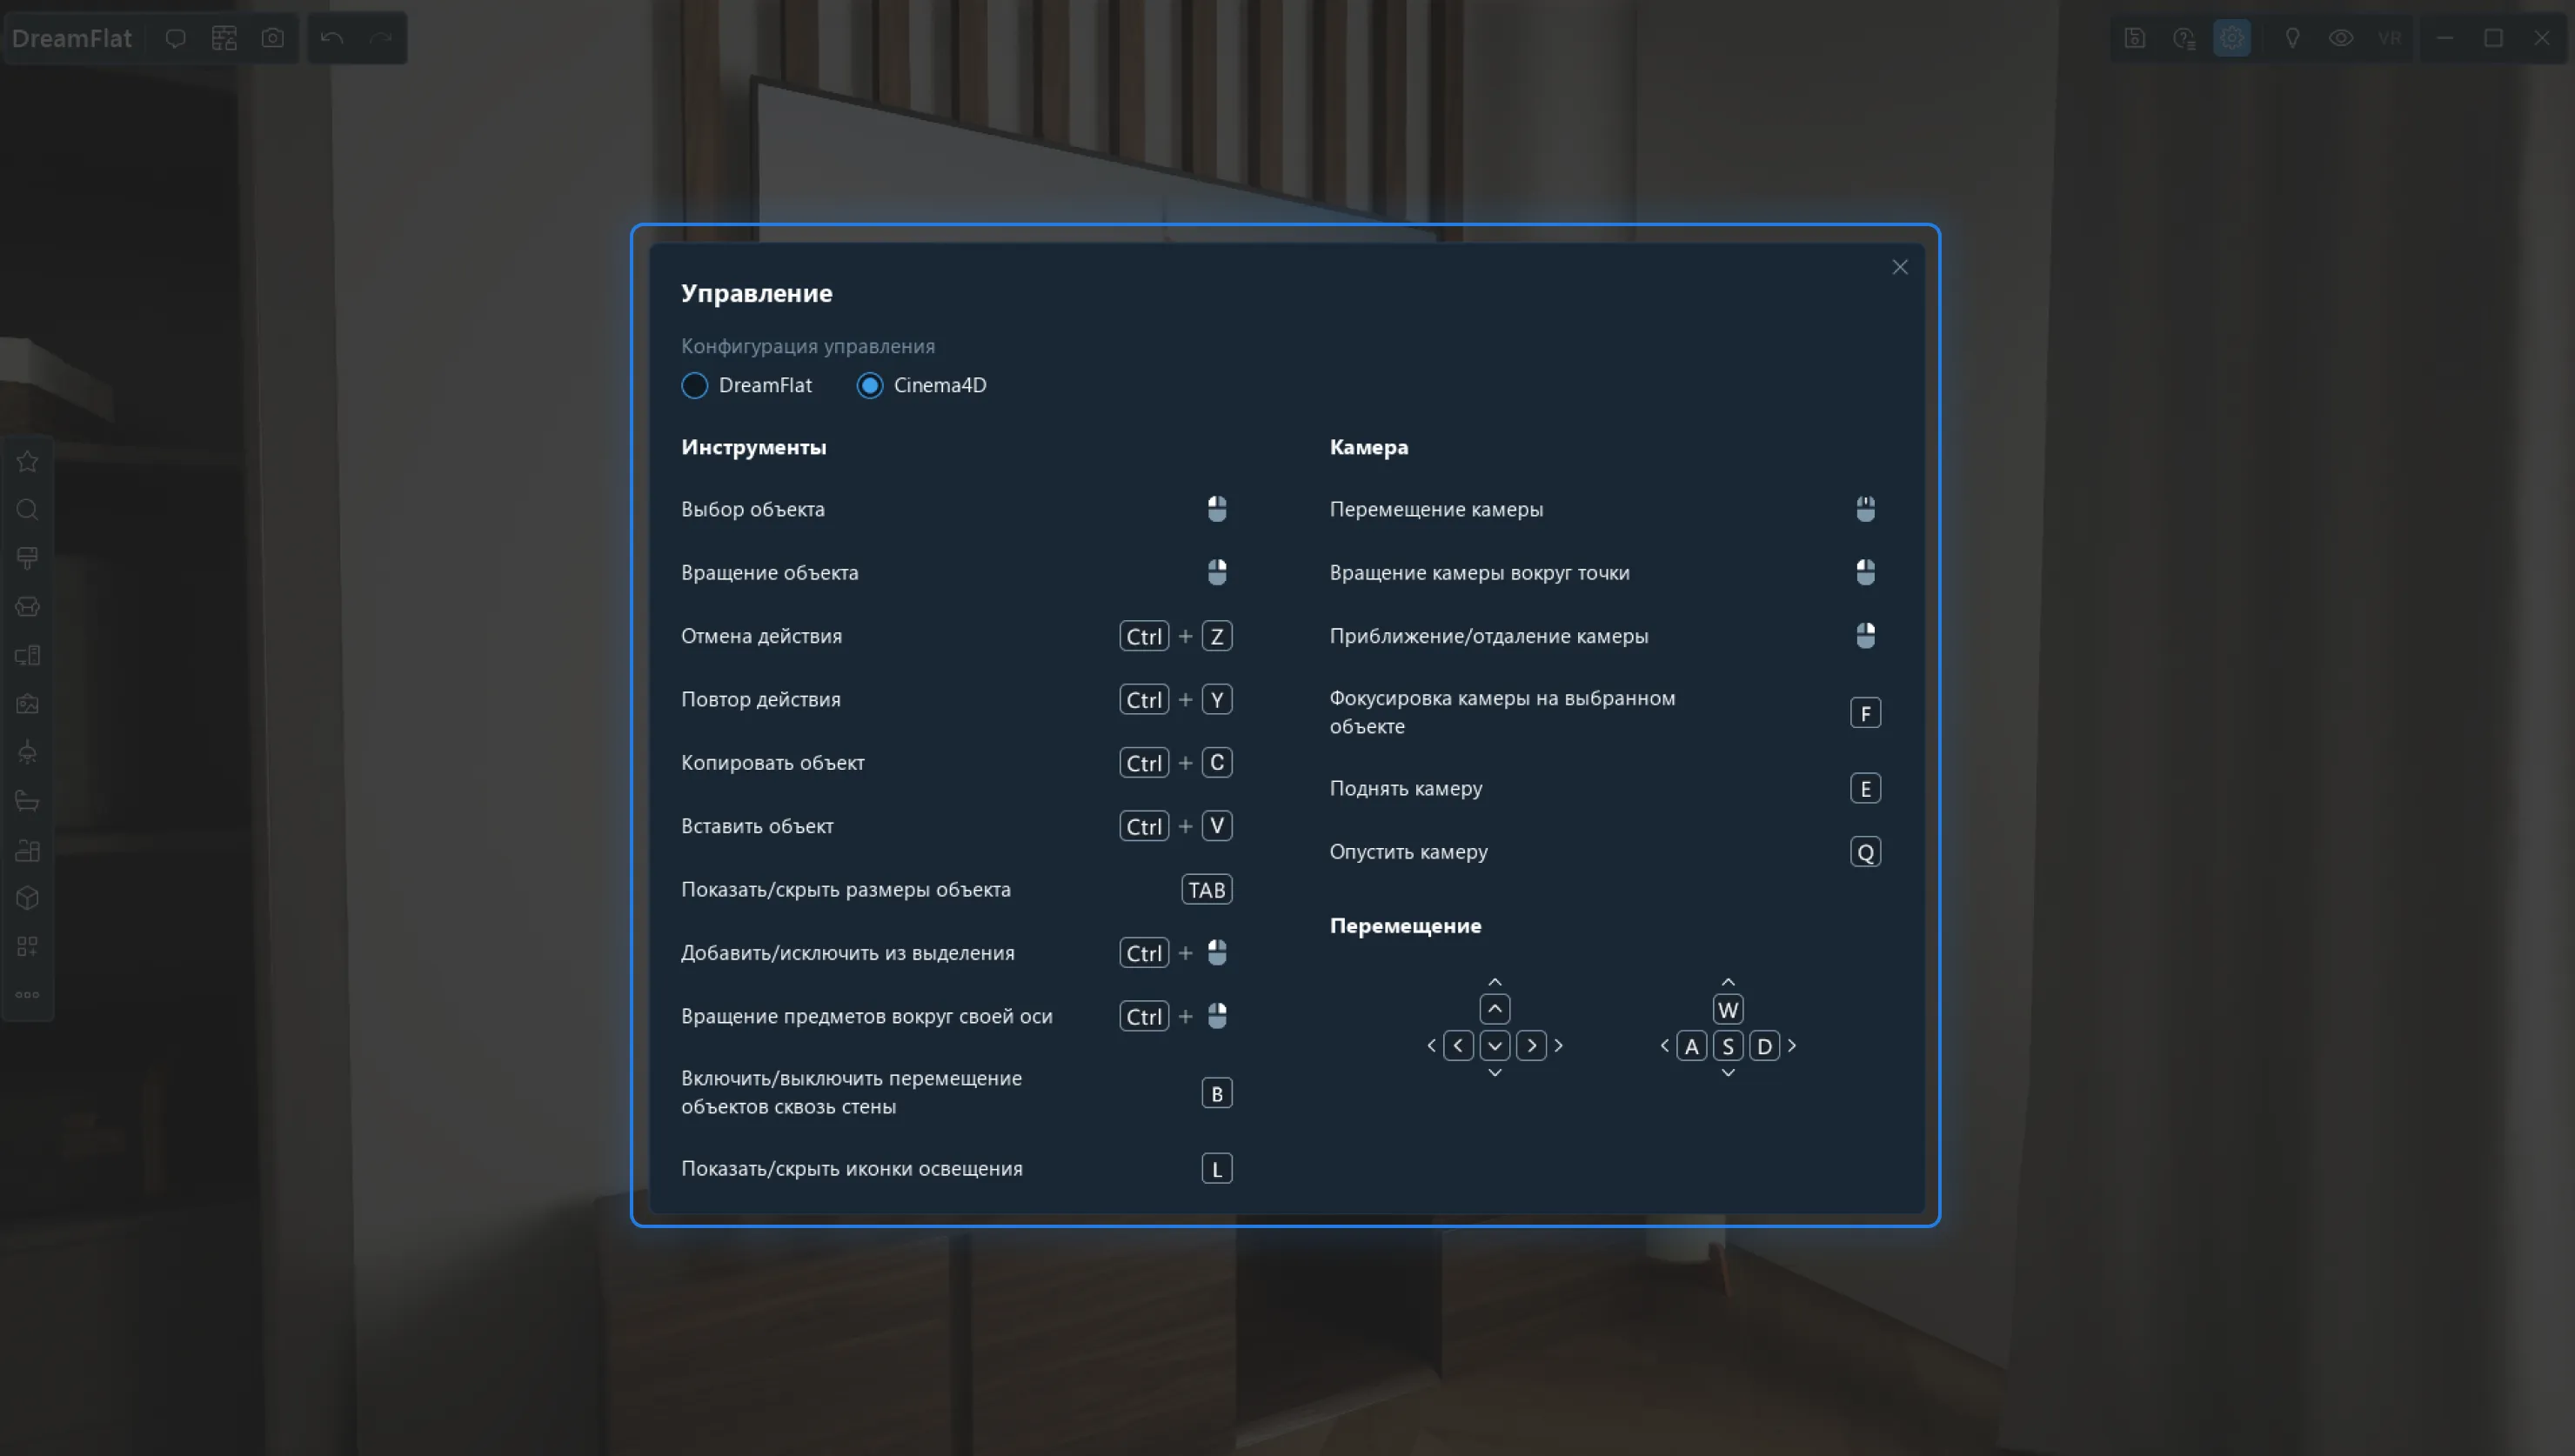 DreamFlat
VR
Управление
Конфигурация управления
DreamFlat
Cinema4D
Инструменты
Выбор объекта
Вращение объекта
Отмена действия Ctrl + Z
Повтор действия Ctrl + Y
Копировать объект Ctrl + C
Вставить объект Ctrl + V
Показать/скрыть размеры объекта TAB
Добавить/исключить из выделения Ctrl +
Вращение предметов вокруг своей оси Ctrl +
Включить/выключить перемещение
объектов сквозь стены B
Показать/скрыть иконки освещения L
Камера
Перемещение камеры
Вращение камеры вокруг точки
Приближение/отдаление камеры
Фокусировка камеры на выбранном
объекте F
Поднять камеру E
Опустить камеру Q
Перемещение
W
A S D